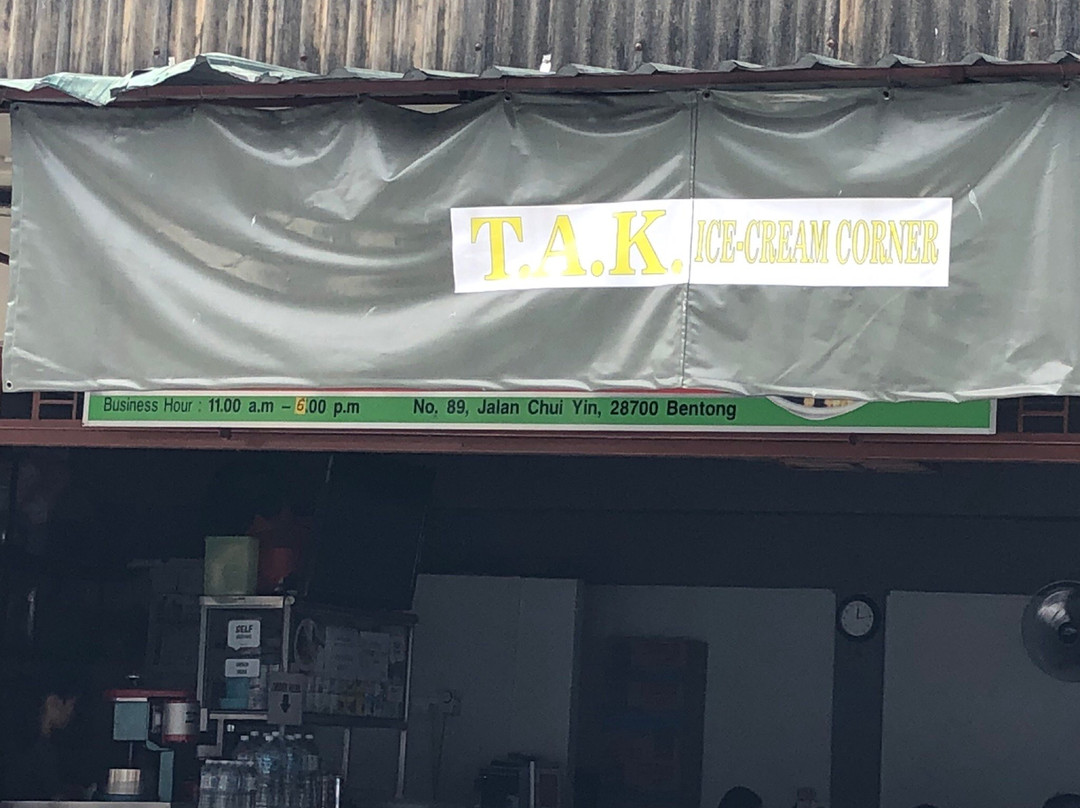 T.A.K. ICE-CREAM CORNER
Business Hour : 11.00 a.m – 6.00 p.m No. 89, Jalan Chui Yin, 28700 Bentong
SELF